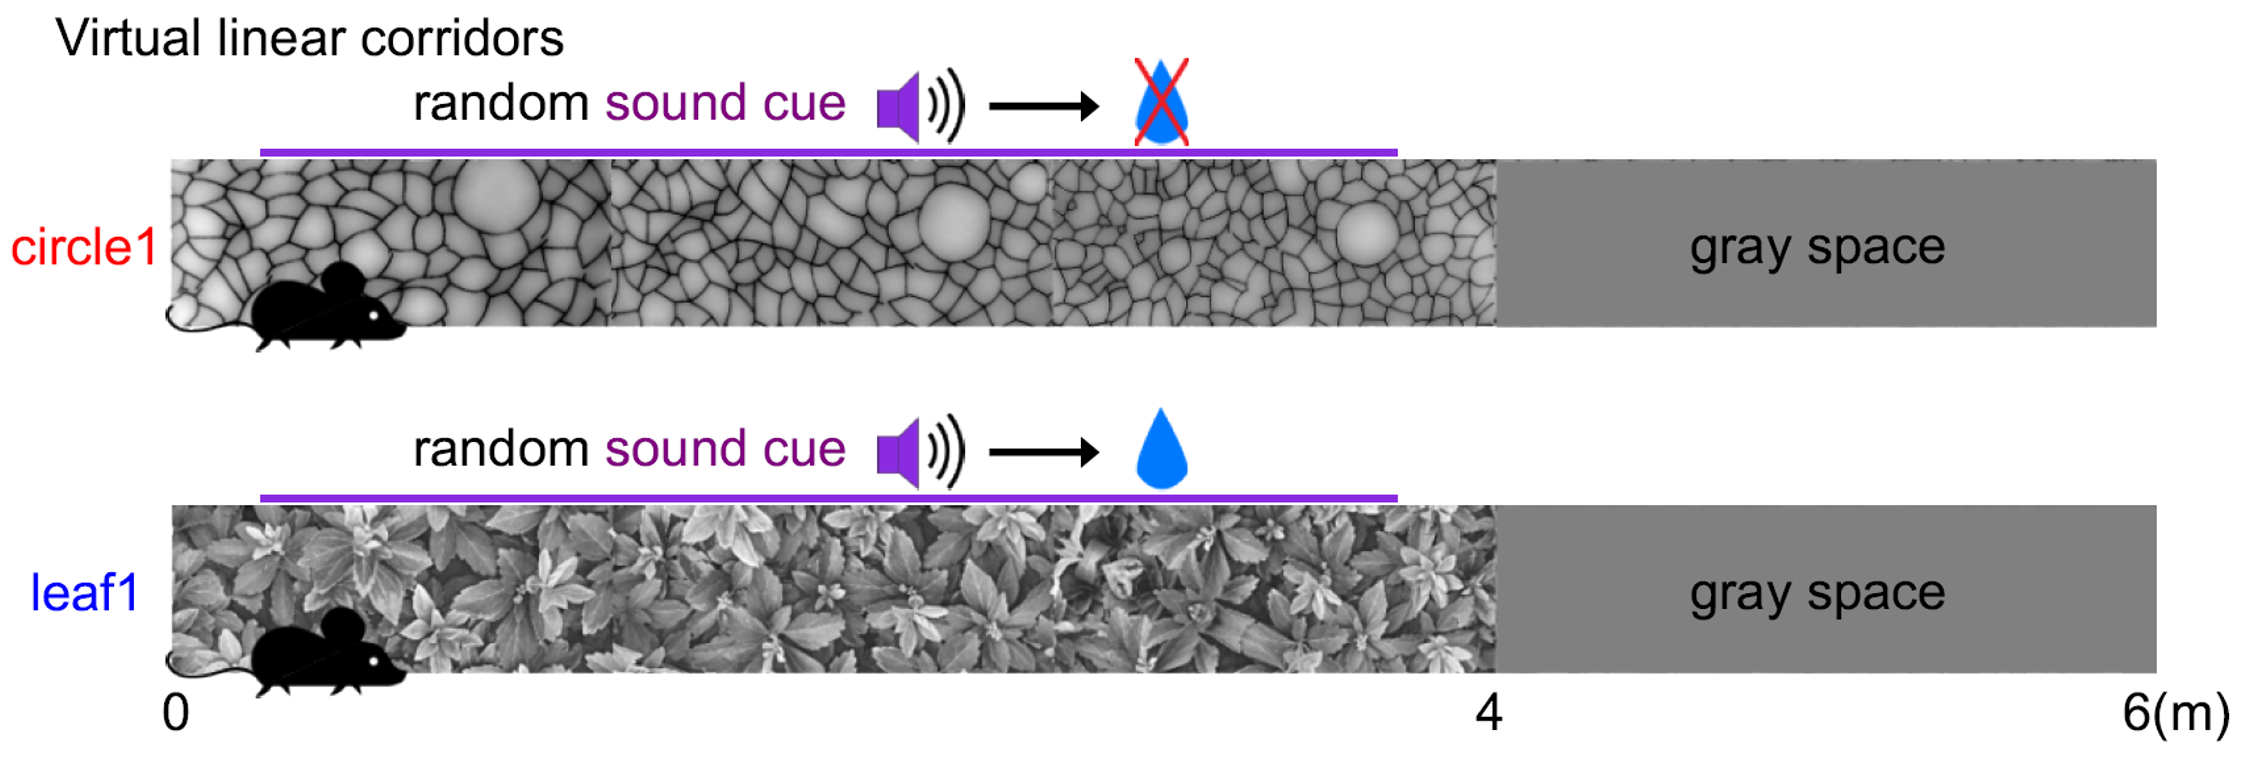 Virtual linear corridors
random sound cue
circle1
gray space
random sound cue
leaf1
gray space
0 4 6(m)